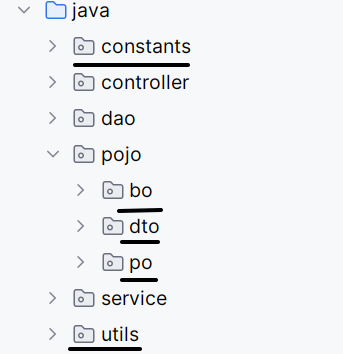 java
constants
controller
dao
pojo
bo
dto
po
service
utils